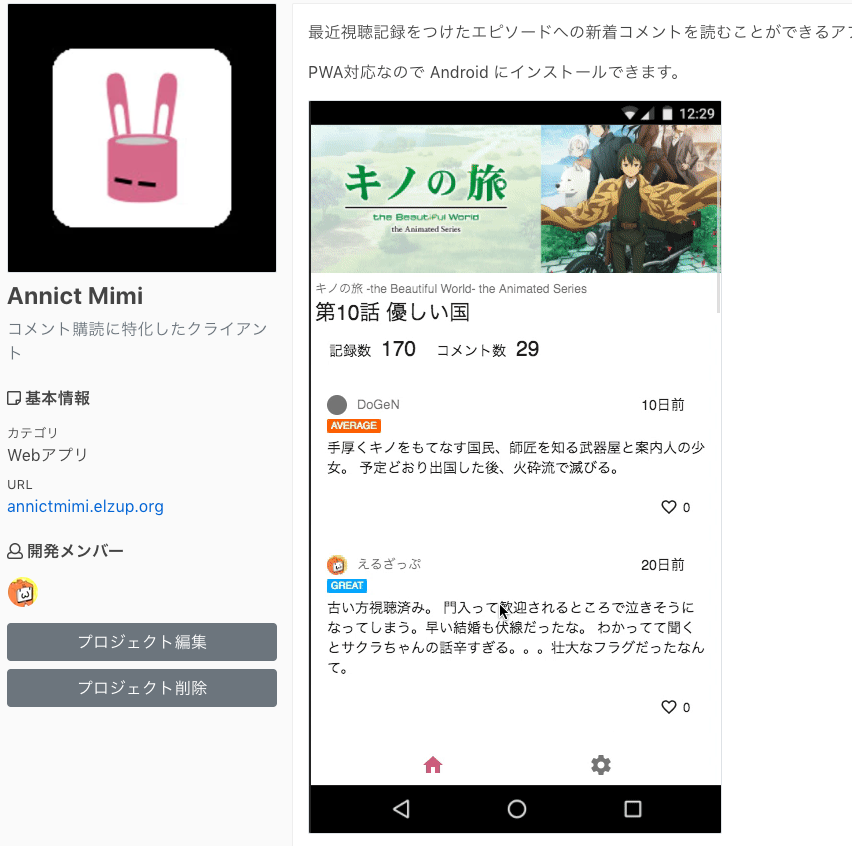 Annict Mimi
コメント購読に特化したクライアン
ト
基本情報
カテゴリ
Webアプリ
URL
annictmimi.elzup.org
開発メンバー
プロジェクト編集
プロジェクト削除
最近視聴記録をつけたエピソードへの新着コメントを読むことができるア
PWA対応なので Android にインストールできます。
12:29
キノの旅
the Beautiful World
the Animated Series
キノの旅 -the Beautiful World- the Animated Series
第10話 優しい国
記録数 170 コメント数 29
DoGeN 10日前
AVERAGE
手厚くキノをもてなす国民、師匠を知る武器屋と案内人の少
女。 予定どおり出国した後、火砕流で滅びる。
0
えるざっぷ 20日前
GREAT
古い方視聴済み。 門入って歓迎されるところで泣きそうに
なってしまう。早い結婚も伏線だったな。 わかってて聞く
とサクラちゃんの話辛すぎる。。。壮大なフラグだったなん
て。
0